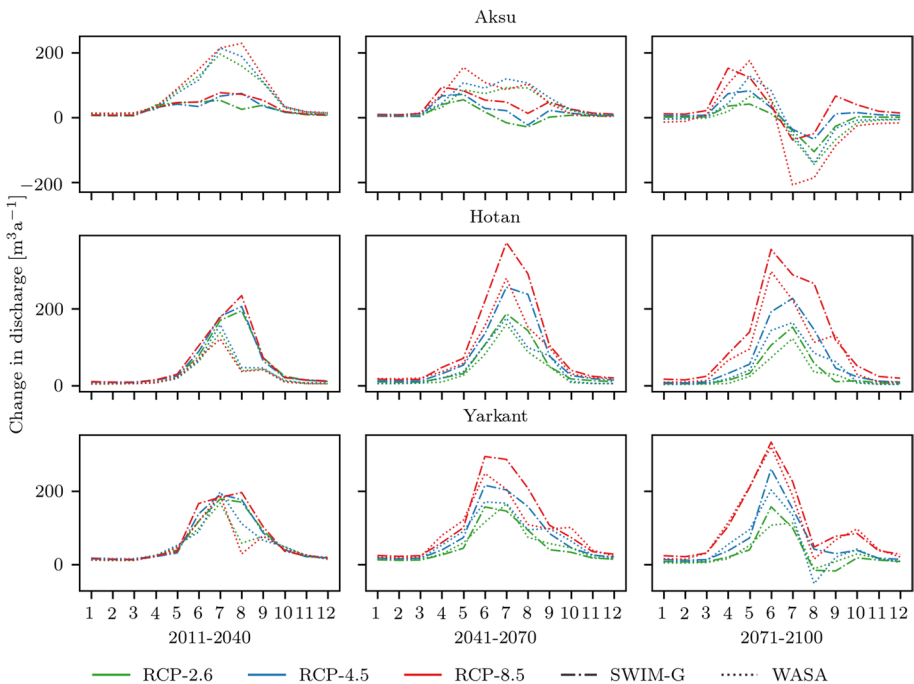 Aksu
200
0
−200
Hotan
Change in discharge [m³a⁻¹]
200
0
Yarkant
200
0
1 2 3 4 5 6 7 8 9 10 11 12 1 2 3 4 5 6 7 8 9 10 11 12 1 2 3 4 5 6 7 8 9 10 11 12
2011-2040 2041-2070 2071-2100
RCP-2.6 RCP-4.5 RCP-8.5 SWIM-G WASA